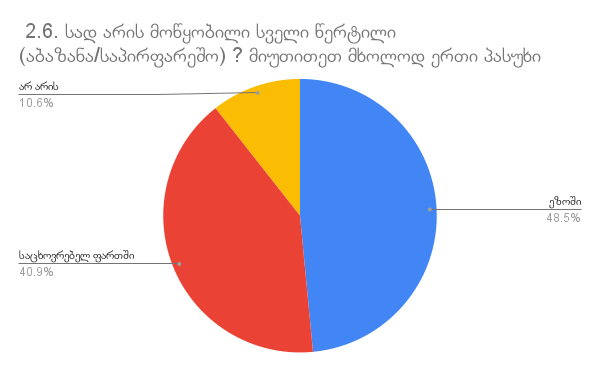 2.6. სად არის მოწყობილი სველი წერტილი
(აბაზანა/საპირფარეშო) ? მიუთითეთ მხოლოდ ერთი პასუხი
არ არის
10.6%
ეზოში
48.5%
საცხოვრებელ ფართში
40.9%